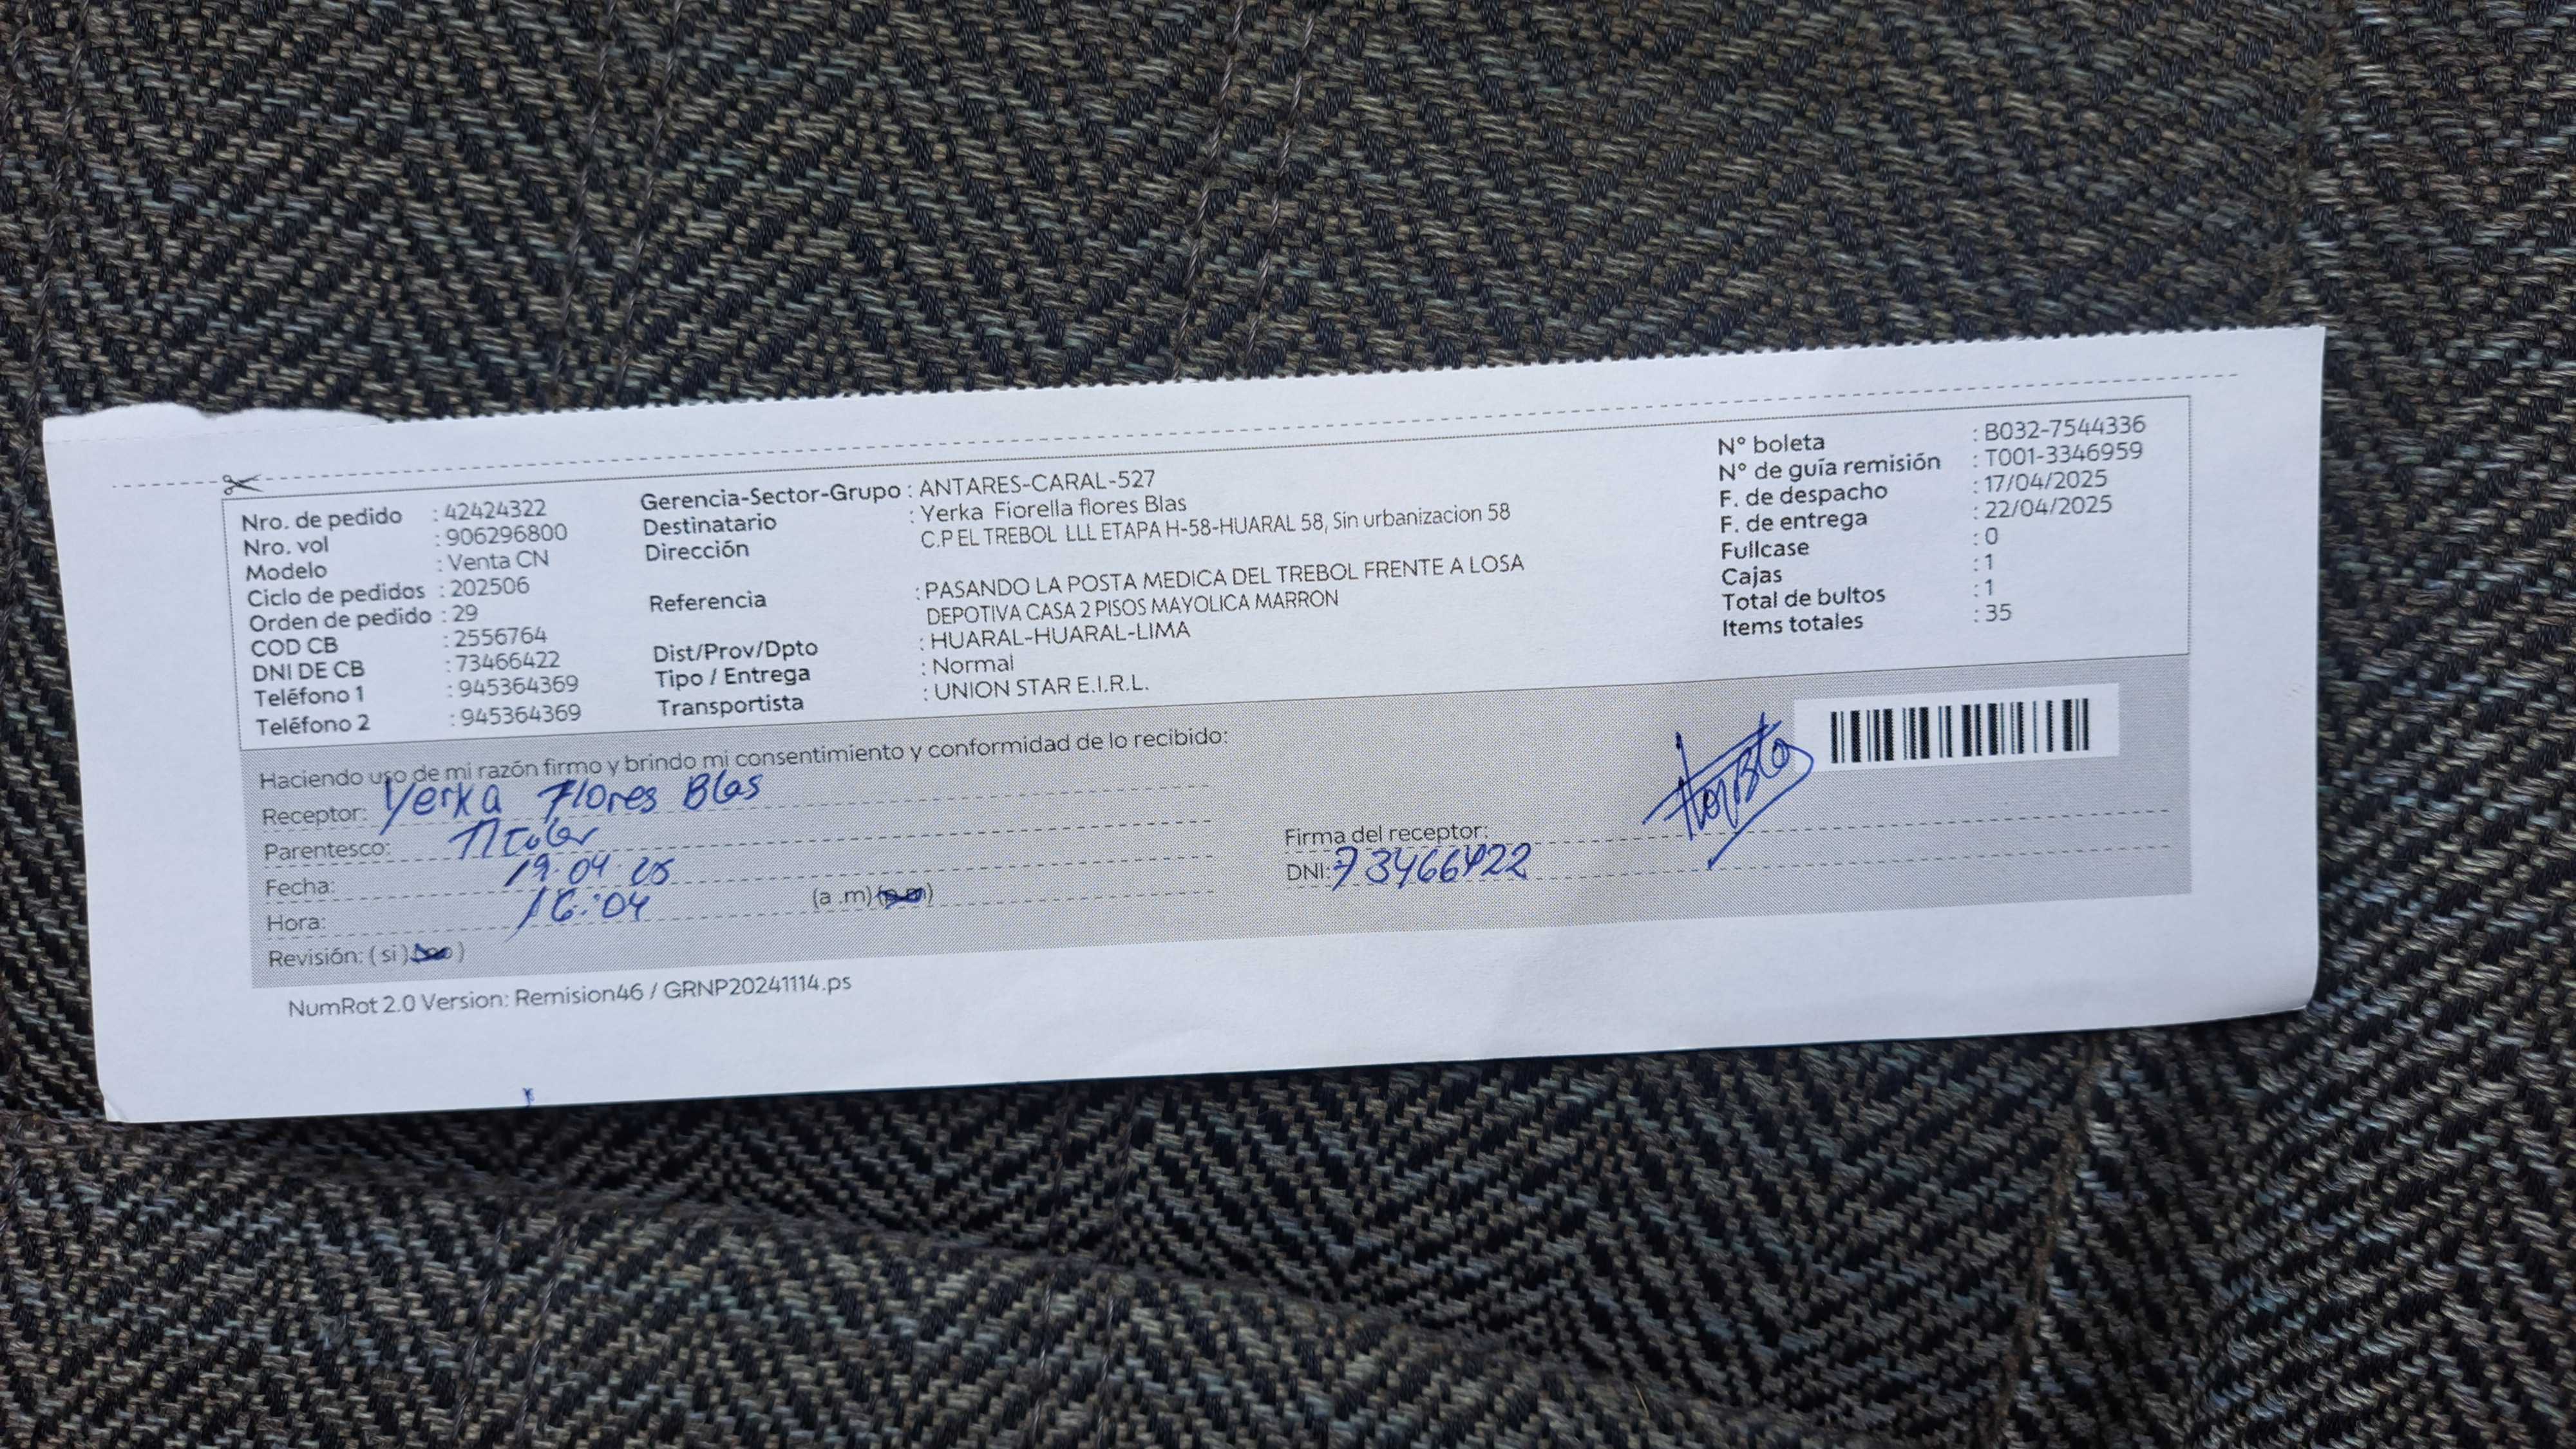 Nro. de pedido : 42424322
Nro. vol : 906296800
Modelo : Venta CN
Ciclo de pedidos : 202506
Orden de pedido : 29
COD CB : 2556764
DNI DE CB : 73466422
Teléfono 1 : 945364369
Teléfono 2 : 945364369
Gerencia-Sector-Grupo : ANTARES-CARAL-527
Destinatario : Yerka Fiorella flores Blas
Dirección C.P EL TREBOL LLL ETAPA H-58-HUARAL 58, Sin urbanizacion 58
Referencia : PASANDO LA POSTA MEDICA DEL TREBOL FRENTE A LOSA
DEPOTIVA CASA 2 PISOS MAYOLICA MARRON
Dist/Prov/Dpto : HUARAL-HUARAL-LIMA
Tipo / Entrega : Normal
Transportista : UNION STAR E.I.R.L.
N° boleta : B032-7544336
N° de guía remisión : T001-3346959
F. de despacho : 17/04/2025
F. de entrega : 22/04/2025
Fullcase : 0
Cajas : 1
Total de bultos : 1
Items totales : 35
Haciendo uso de mi razón firmo y brindo mi consentimiento y conformidad de lo recibido:
Receptor: Yerka Flores Blas
Parentesco: Titular
Fecha: 19.04.25
Hora: 16:04 (a .m) (p.m)
Revisión: ( si ) ( no )
Firma del receptor:
DNI: 73466422
NumRot 2.0 Version: Remision46 / GRNP20241114.ps